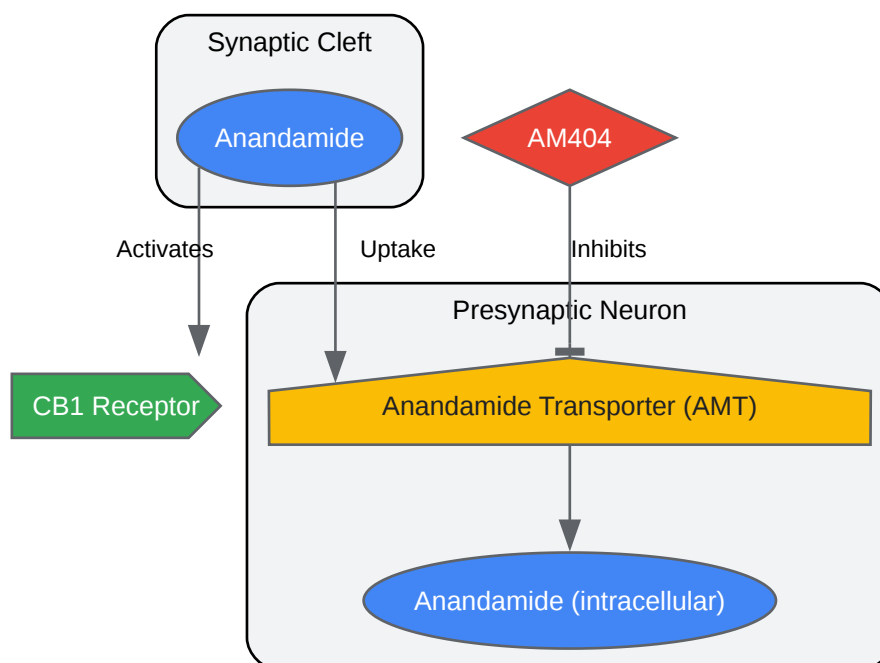 Synaptic Cleft
Anandamide
AM404
Activates
Uptake
Inhibits
Presynaptic Neuron
CB1 Receptor
Anandamide Transporter (AMT)
Anandamide (intracellular)